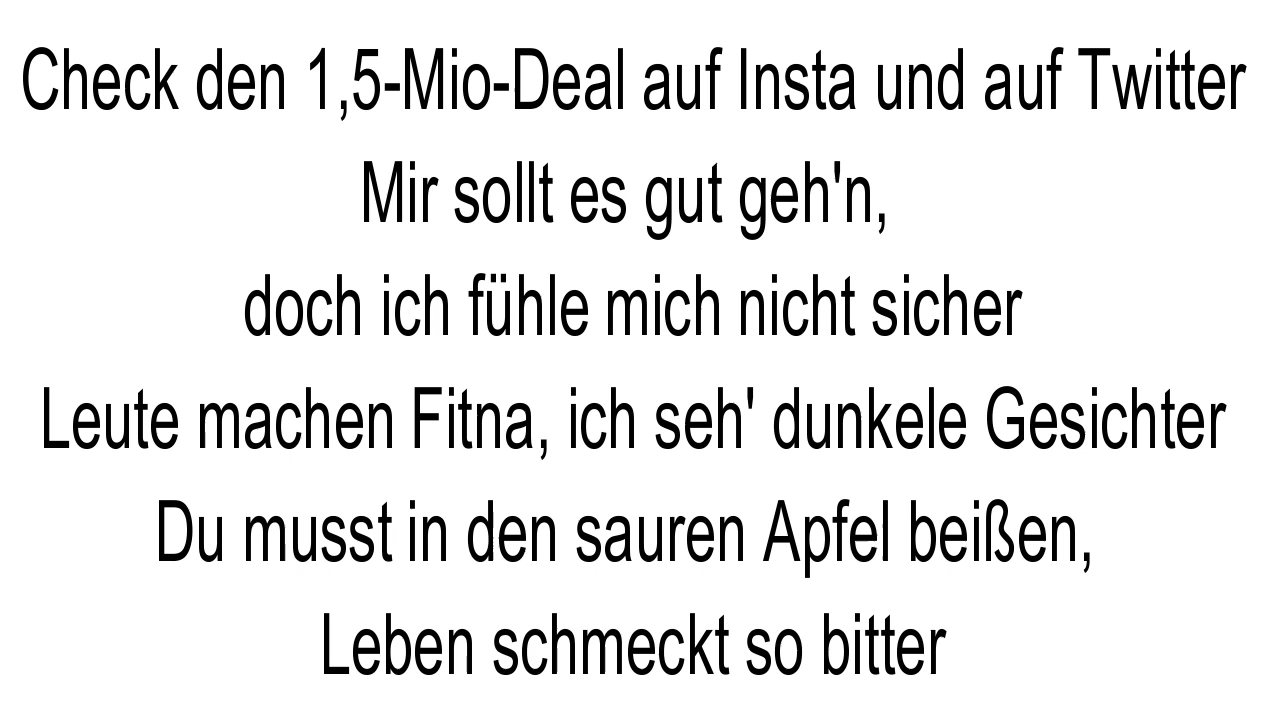 Check den 1,5-Mio-Deal auf Insta und auf Twitter
Mir sollt es gut geh'n,
doch ich fühle mich nicht sicher
Leute machen Fitna, ich seh' dunkele Gesichter
Du musst in den sauren Apfel beißen,
Leben schmeckt so bitter